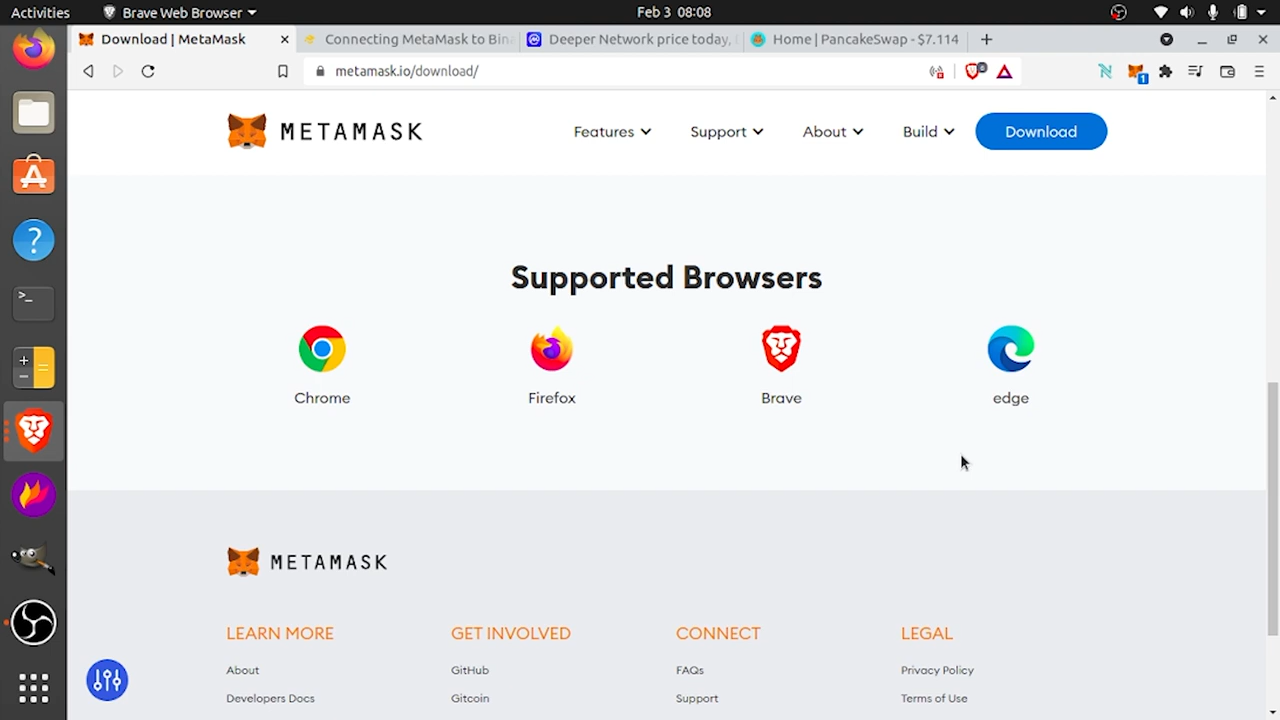 Activities
Brave Web Browser
Feb 3 08:08
Download | MetaMask
Connecting MetaMask to Bina
Deeper Network price today,
Home | PancakeSwap - $7.114
metamask.io/download/
1
METAMASK
Features
Support
About
Build
Download
Supported Browsers
Chrome
Firefox
Brave
edge
METAMASK
LEARN MORE
GET INVOLVED
CONNECT
LEGAL
About
GitHub
FAQs
Privacy Policy
Developers Docs
Gitcoin
Support
Terms of Use